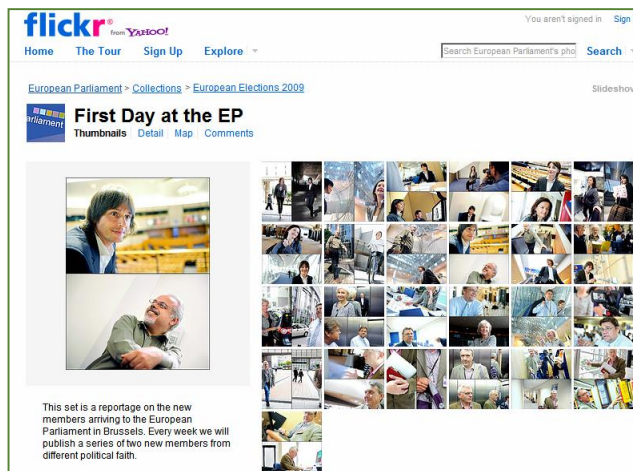 flickr® from YAHOO!
You aren't signed in Sign
Home The Tour Sign Up Explore
Search European Parliament's pho Search
European Parliament > Collections > European Elections 2009
Slideshow
arliament
First Day at the EP
Thumbnails Detail Map Comments
This set is a reportage on the new
members arriving to the European
Parliament in Brussels. Every week we will
publish a series of two new members from
different political faith.